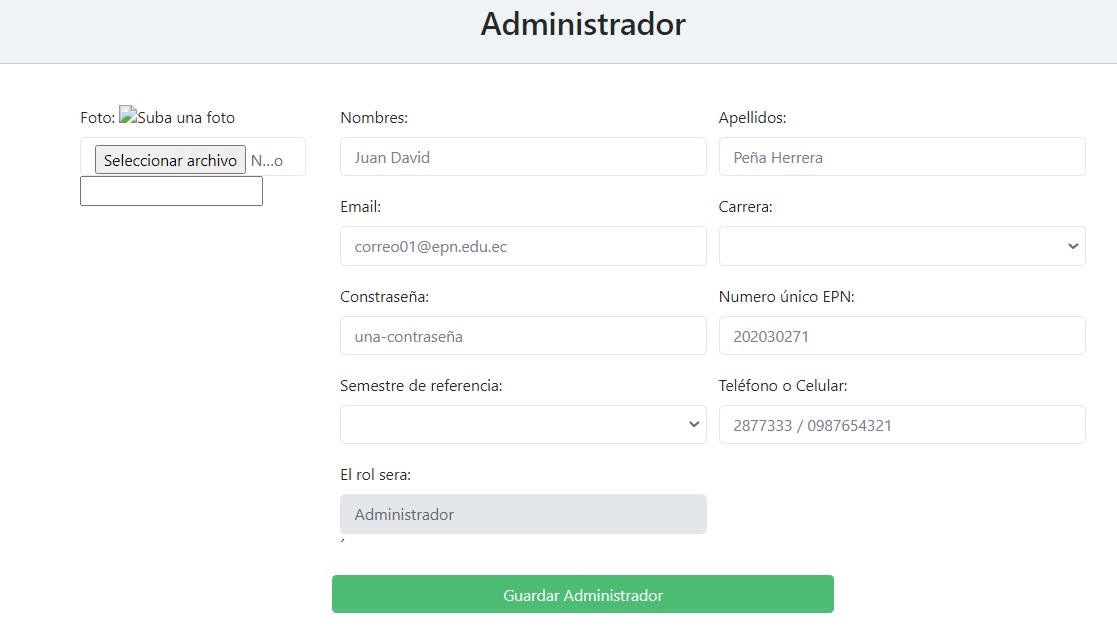 Administrador
Foto: Suba una foto
Seleccionar archivo N...o
Nombres:
Juan David
Apellidos:
Peña Herrera
Email:
correo01@epn.edu.ec
Carrera:
Constraseña:
una-contraseña
Numero único EPN:
202030271
Semestre de referencia:
Teléfono o Celular:
2877333 / 0987654321
El rol sera:
Administrador
´
Guardar Administrador